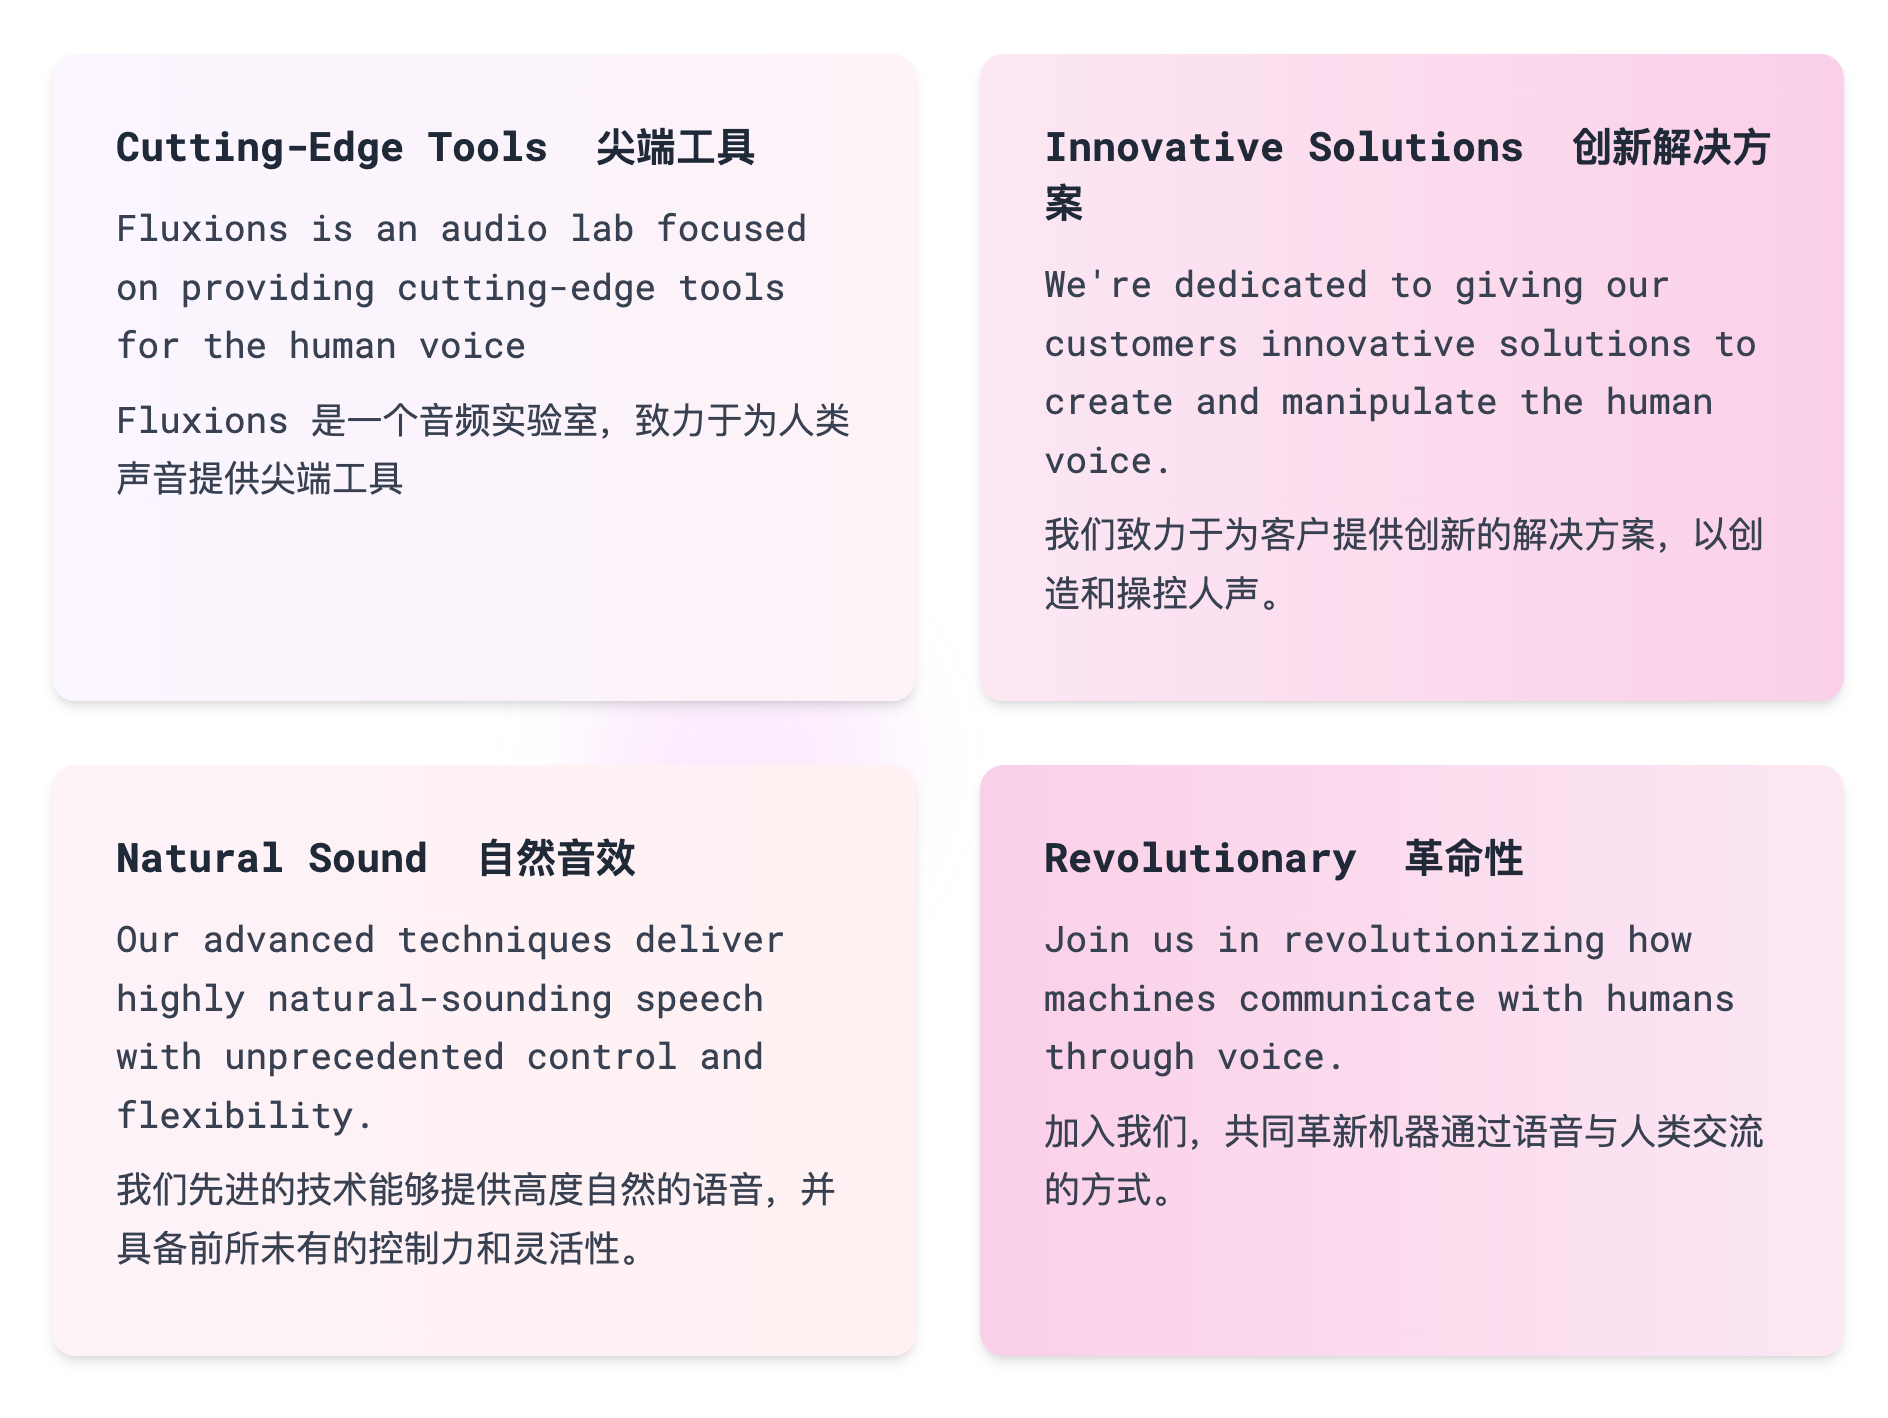 Cutting-Edge Tools  尖端工具
Fluxions is an audio lab focused
on providing cutting-edge tools
for the human voice
Fluxions 是一个音频实验室，致力于为人类
声音提供尖端工具
Innovative Solutions  创新解决方
案
We're dedicated to giving our
customers innovative solutions to
create and manipulate the human
voice.
我们致力于为客户提供创新的解决方案，以创
造和操控人声。
Natural Sound  自然音效
Our advanced techniques deliver
highly natural-sounding speech
with unprecedented control and
flexibility.
我们先进的技术能够提供高度自然的语音，并
具备前所未有的控制力和灵活性。
Revolutionary  革命性
Join us in revolutionizing how
machines communicate with humans
through voice.
加入我们，共同革新机器通过语音与人类交流
的方式。